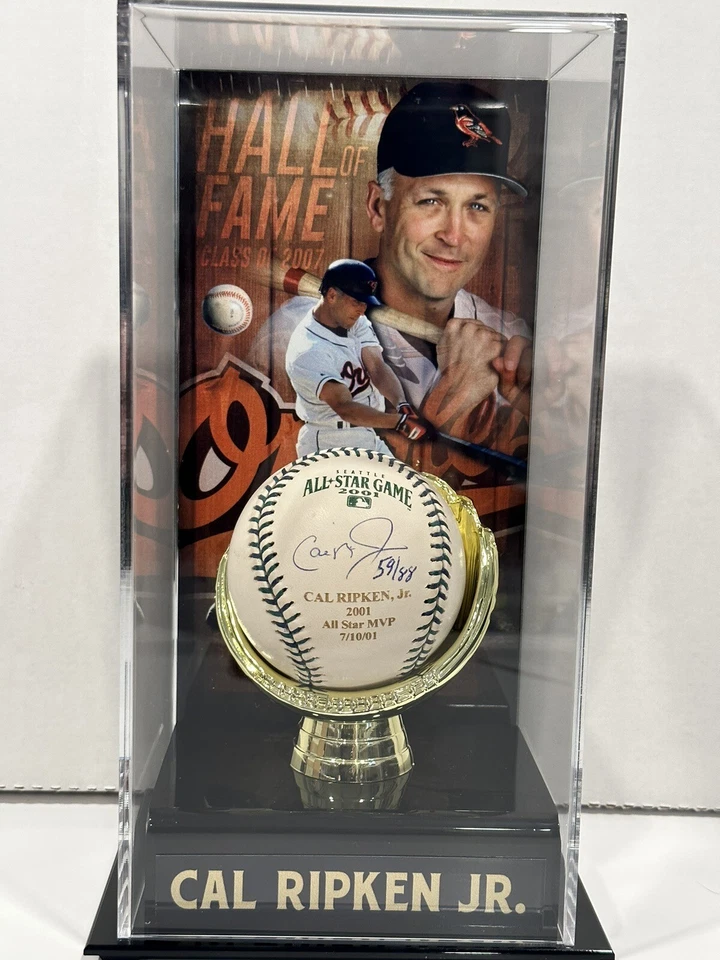 HALL
OF
FAME
CLASS OF 2007
SEATTLE
ALL★STAR GAME
2001
59/88
CAL RIPKEN, Jr.
2001
All Star MVP
7/10/01
CAL RIPKEN JR.